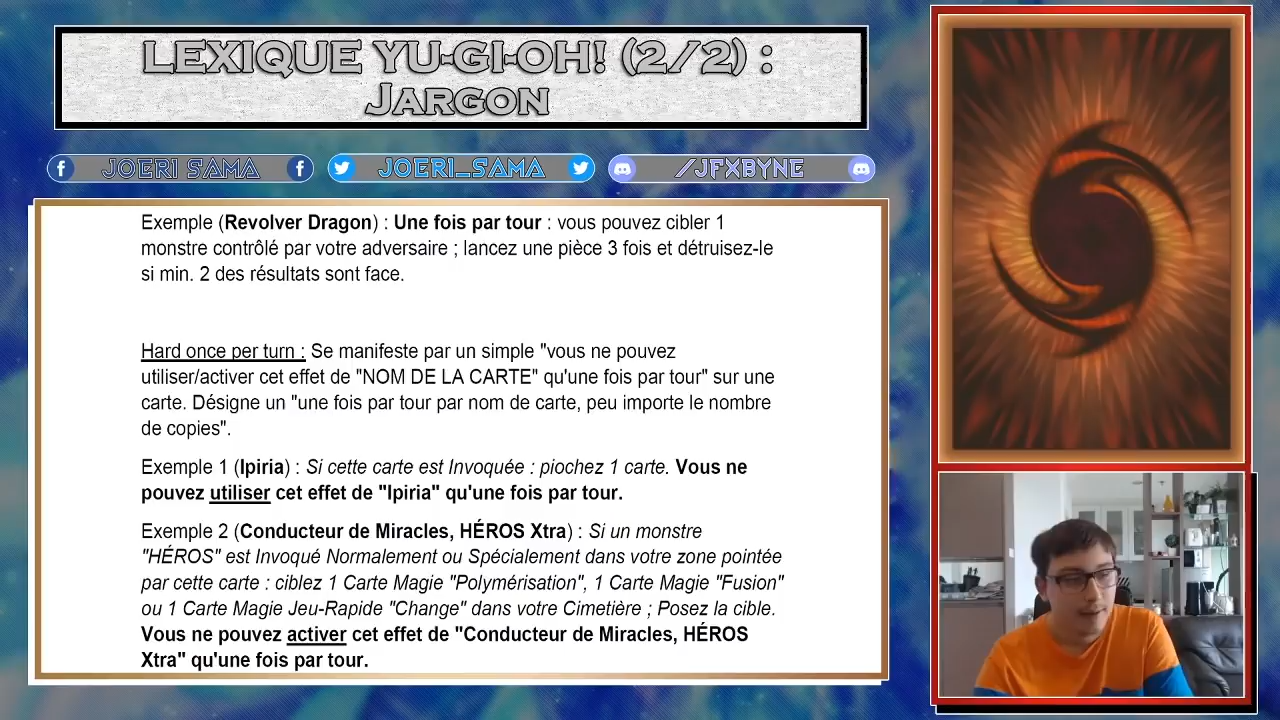 LEXIQUE YU-GI-OH! (2/2) :
JARGON
JOERI SAMA
JOERI_SAMA
/JFXBYNE
Exemple (Revolver Dragon) : Une fois par tour : vous pouvez cibler 1
monstre contrôlé par votre adversaire ; lancez une pièce 3 fois et détruisez-le
si min. 2 des résultats sont face.
Hard once per turn : Se manifeste par un simple "vous ne pouvez
utiliser/activer cet effet de "NOM DE LA CARTE" qu'une fois par tour" sur une
carte. Désigne un "une fois par tour par nom de carte, peu importe le nombre
de copies".
Exemple 1 (Ipiria) : Si cette carte est Invoquée : piochez 1 carte. Vous ne
pouvez utiliser cet effet de "Ipiria" qu'une fois par tour.
Exemple 2 (Conducteur de Miracles, HÉROS Xtra) : Si un monstre
"HÉROS" est Invoqué Normalement ou Spécialement dans votre zone pointée
par cette carte : ciblez 1 Carte Magie "Polymérisation", 1 Carte Magie "Fusion"
ou 1 Carte Magie Jeu-Rapide "Change" dans votre Cimetière ; Posez la cible.
Vous ne pouvez activer cet effet de "Conducteur de Miracles, HÉROS
Xtra" qu'une fois par tour.